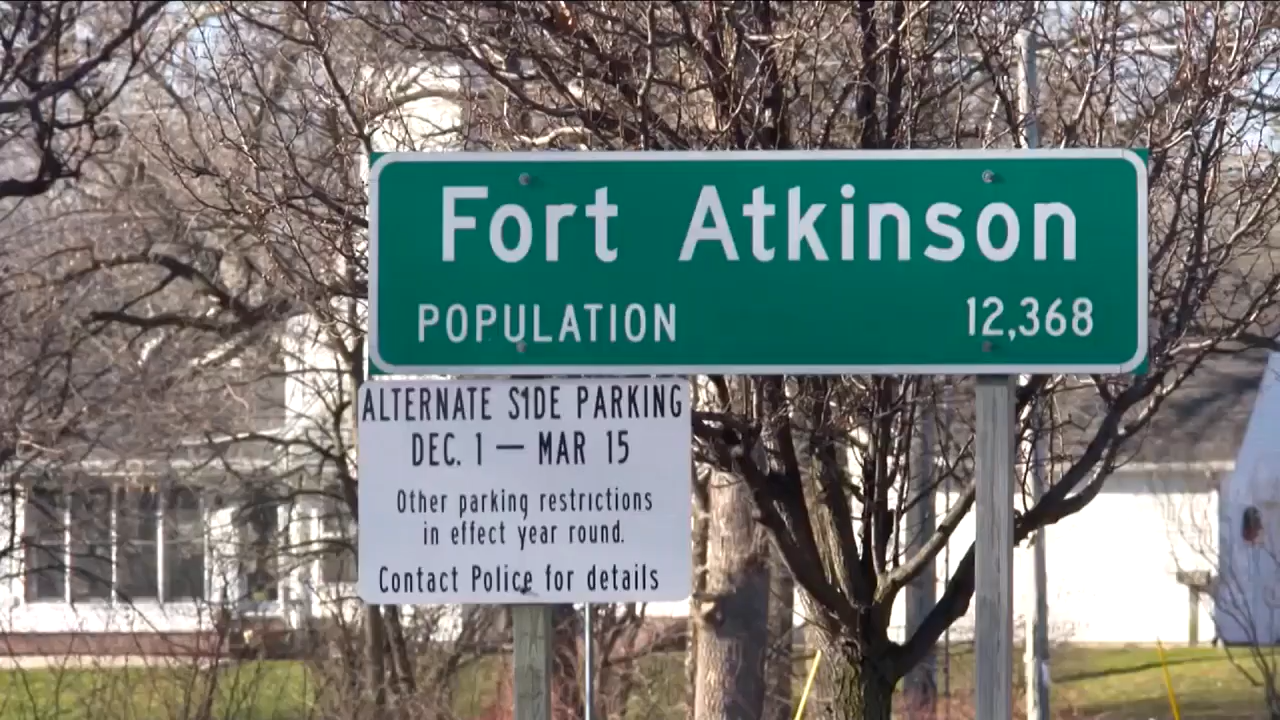 Fort Atkinson
POPULATION 12,368
ALTERNATE SIDE PARKING
DEC. 1 — MAR 15
Other parking restrictions
in effect year round.
Contact Police for details